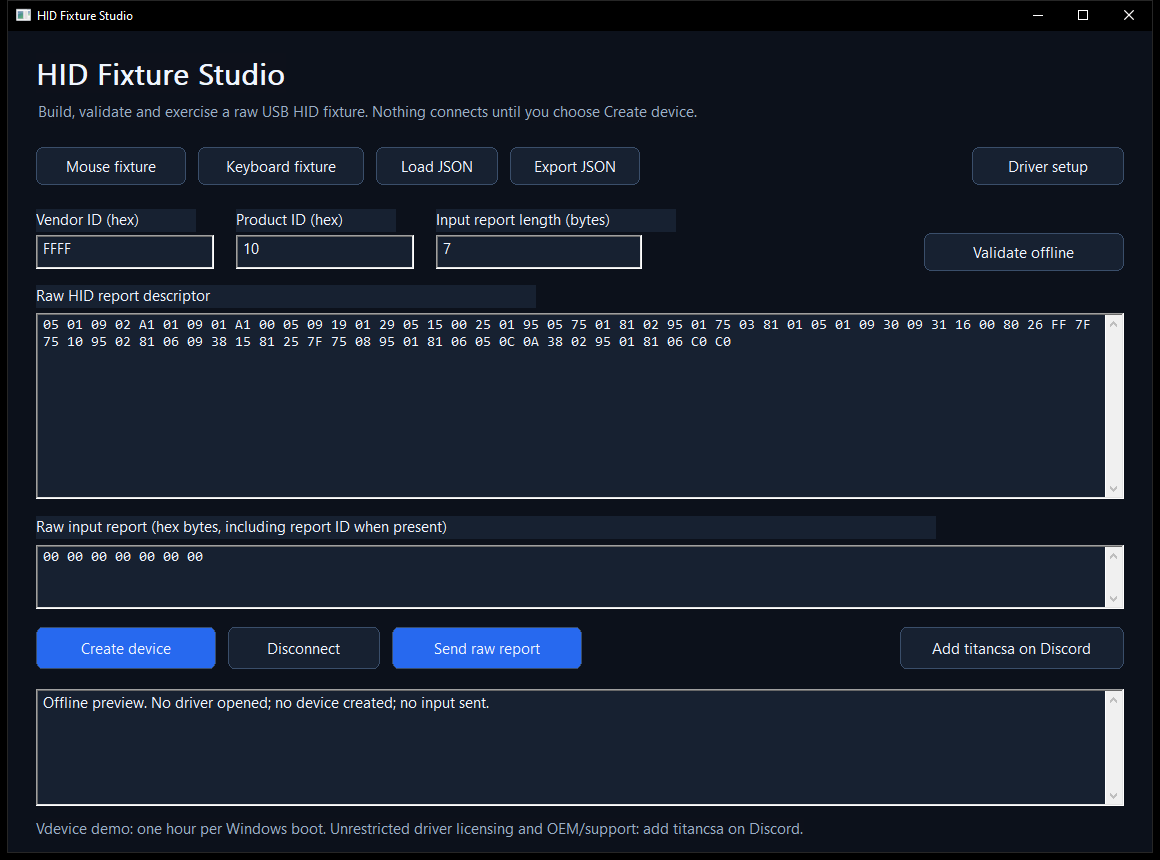 HID Fixture Studio
HID Fixture Studio
Build, validate and exercise a raw USB HID fixture. Nothing connects until you choose Create device.
Mouse fixture
Keyboard fixture
Load JSON
Export JSON
Driver setup
Vendor ID (hex)
Product ID (hex)
Input report length (bytes)
FFFF
10
7
Validate offline
Raw HID report descriptor
05 01 09 02 A1 01 09 01 A1 00 05 09 19 01 29 05 15 00 25 01 95 05 75 01 81 02 95 01 75 03 81 01 05 01 09 30 09 31 16 00 80 26 FF 7F
75 10 95 02 81 06 09 38 15 81 25 7F 75 08 95 01 81 06 05 0C 0A 38 02 95 01 81 06 C0 C0
Raw input report (hex bytes, including report ID when present)
00 00 00 00 00 00 00
Create device
Disconnect
Send raw report
Add titancsa on Discord
Offline preview. No driver opened; no device created; no input sent.
Vdevice demo: one hour per Windows boot. Unrestricted driver licensing and OEM/support: add titancsa on Discord.